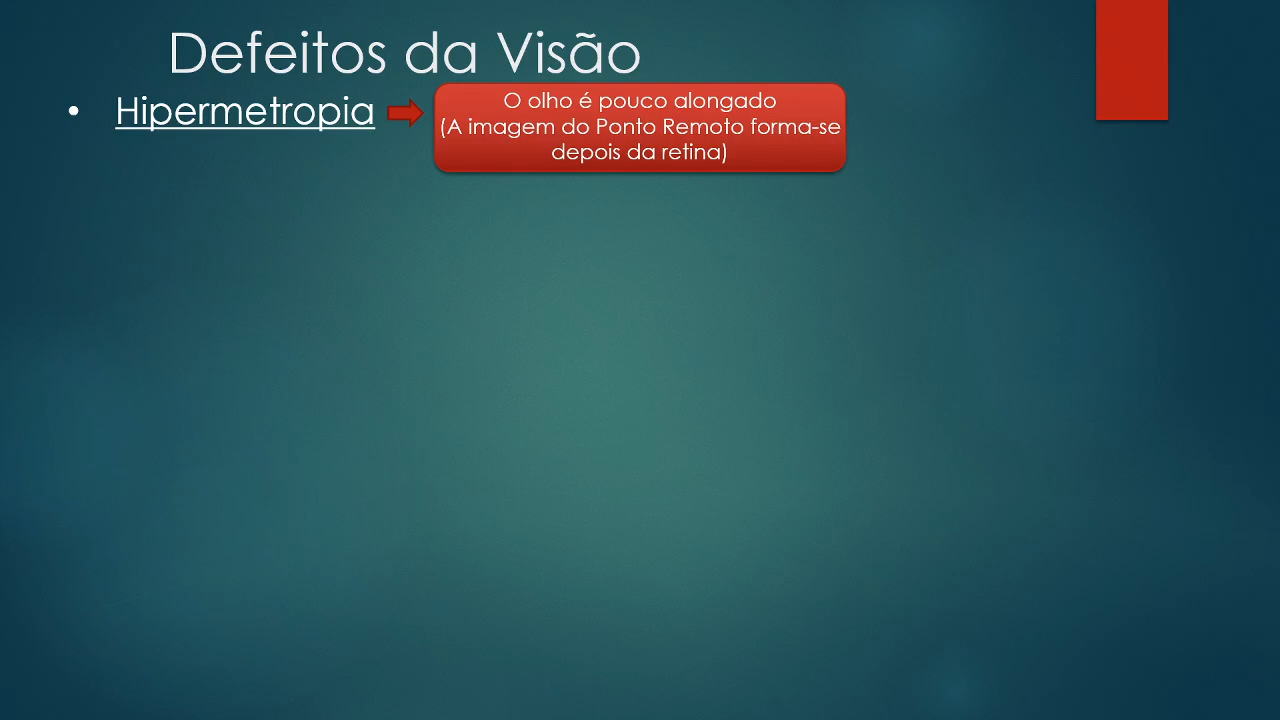 Defeitos da Visão
• Hipermetropia
O olho é pouco alongado
(A imagem do Ponto Remoto forma-se
depois da retina)